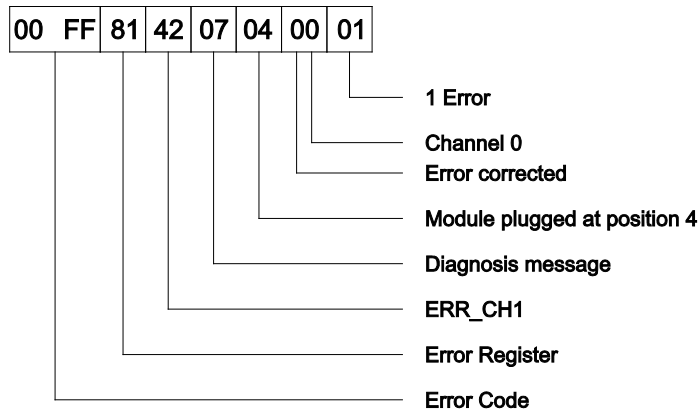 00 FF 81 42 07 04 00 01
1 Error
Channel 0
Error corrected
Module plugged at position 4
Diagnosis message
ERR_CH1
Error Register
Error Code